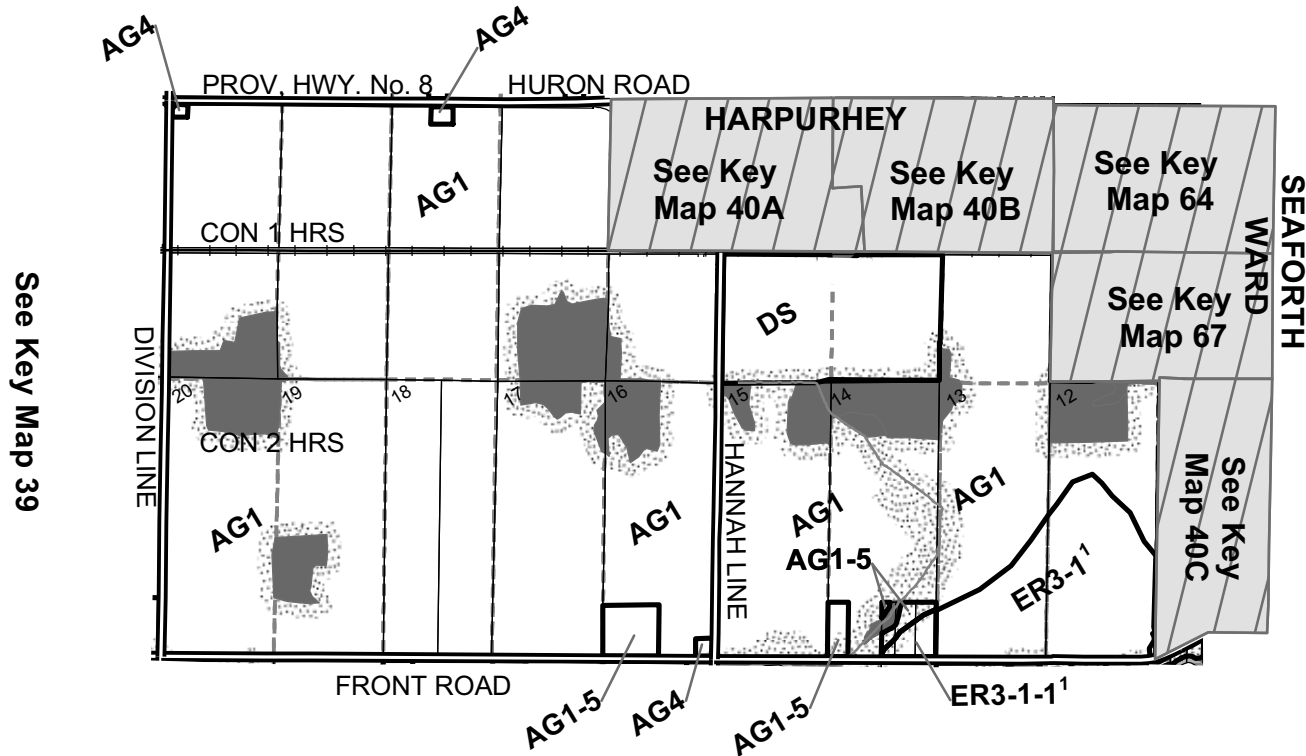 AG4
AG4
PROV. HWY. No. 8
HURON ROAD
HARPURHEY
See Key
Map 40A
See Key
Map 40B
See Key
Map 64
SEAFORTH
WARD
AG1
CON 1 HRS
See Key Map 39
DIVISION LINE
DS
See Key
Map 67
20
19
18
17
16
15
14
13
12
CON 2 HRS
HANNAH LINE
See Key
Map 40C
AG1
AG1
AG1
AG1
AG1-5
ER3-1¹
FRONT ROAD
AG1-5
AG4
AG1-5
ER3-1-1¹